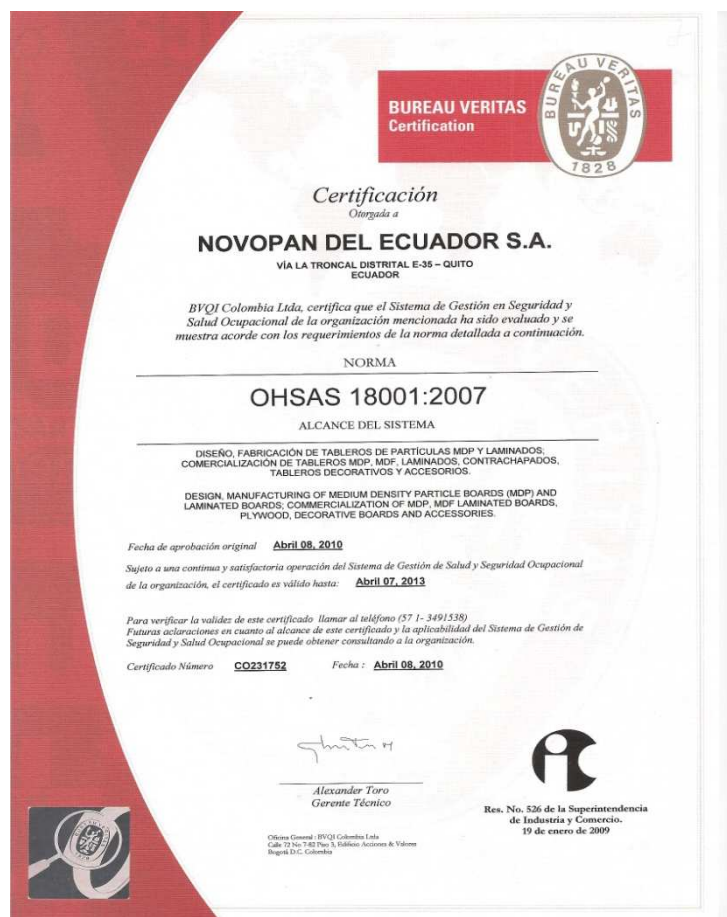 BUREAU VERITAS
Certification
BUREAU VERITAS
1828
Certificación
Otorgada a
NOVOPAN DEL ECUADOR S.A.
VÍA LA TRONCAL DISTRITAL E-35 – QUITO
ECUADOR
BVQI Colombia Ltda, certifica que el Sistema de Gestión en Seguridad y
Salud Ocupacional de la organización mencionada ha sido evaluado y se
muestra acorde con los requerimientos de la norma detallada a continuación.
NORMA
OHSAS 18001:2007
ALCANCE DEL SISTEMA
DISEÑO, FABRICACIÓN DE TABLEROS DE PARTÍCULAS MDP Y LAMINADOS;
COMERCIALIZACIÓN DE TABLEROS MDP, MDF, LAMINADOS, CONTRACHAPADOS,
TABLEROS DECORATIVOS Y ACCESORIOS.
DESIGN, MANUFACTURING OF MEDIUM DENSITY PARTICLE BOARDS (MDP) AND
LAMINATED BOARDS; COMMERCIALIZATION OF MDP, MDF LAMINATED BOARDS,
PLYWOOD, DECORATIVE BOARDS AND ACCESSORIES.
Fecha de aprobación original Abril 08, 2010
Sujeto a una continua y satisfactoria operación del Sistema de Gestión de Salud y Seguridad Ocupacional
de la organización, el certificado es válido hasta: Abril 07, 2013
Para verificar la validez de este certificado llamar al teléfono (57 1- 3491538)
Futuras aclaraciones en cuanto al alcance de este certificado y la aplicabilidad del Sistema de Gestión de
Seguridad y Salud Ocupacional se puede obtener consultando a la organización.
Certificado Número CO231752 Fecha : Abril 08, 2010
Alexander Toro
Gerente Técnico
Res. No. 526 de la Superintendencia
de Industria y Comercio.
19 de enero de 2009
Oficina General : BVQI Colombia Ltda
Calle 72 No 7-82 Piso 3, Edificio Acciones & Valores
Bogotá D.C. Colombia